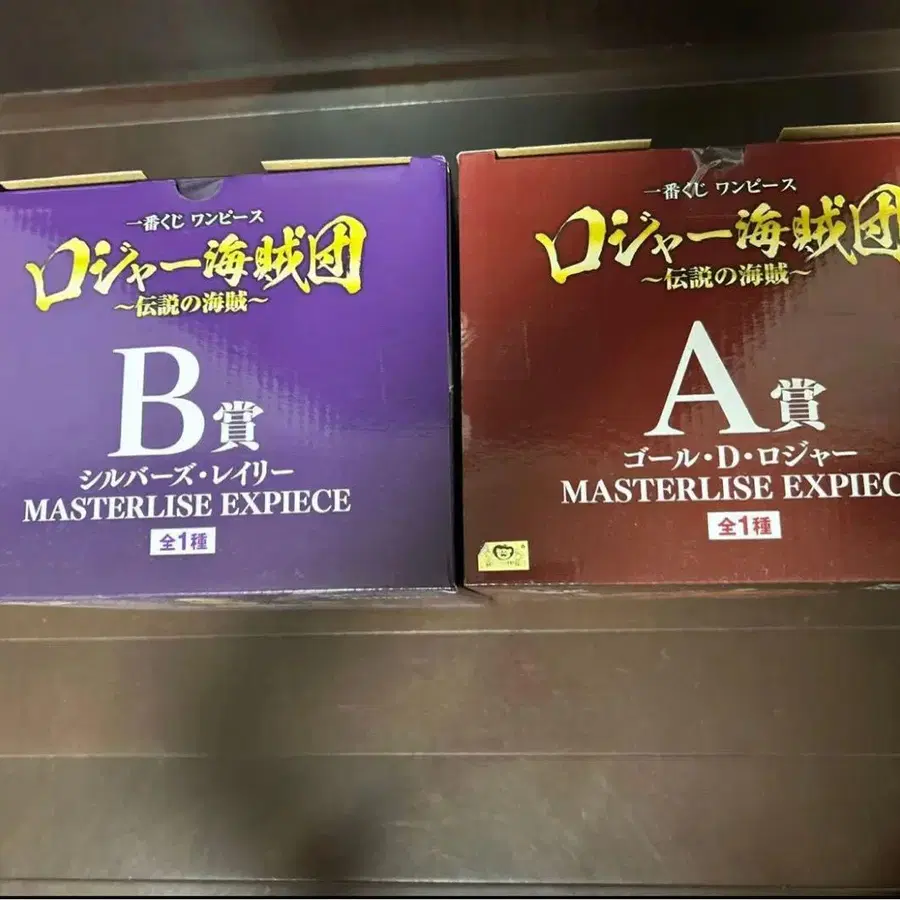 一番くじ ワンピース
ロジャー海賊団
～伝説の海賊～
B賞
シルバーズ・レイリー
MASTERLISE EXPIECE
全1種
一番くじ ワンピース
ロジャー海賊団
～伝説の海賊～
A賞
ゴール・D・ロジャー
MASTERLISE EXPIEC
全1種